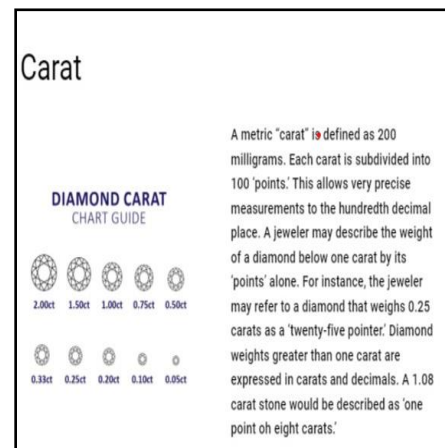 Carat
DIAMOND CARAT
CHART GUIDE
2.00ct 1.50ct 1.00ct 0.75ct 0.50ct
0.33ct 0.25ct 0.20ct 0.10ct 0.05ct
A metric "carat" is defined as 200
milligrams. Each carat is subdivided into
100 'points.' This allows very precise
measurements to the hundredth decimal
place. A jeweler may describe the weight
of a diamond below one carat by its
'points' alone. For instance, the jeweler
may refer to a diamond that weighs 0.25
carats as a 'twenty-five pointer.' Diamond
weights greater than one carat are
expressed in carats and decimals. A 1.08
carat stone would be described as 'one
point oh eight carats.'